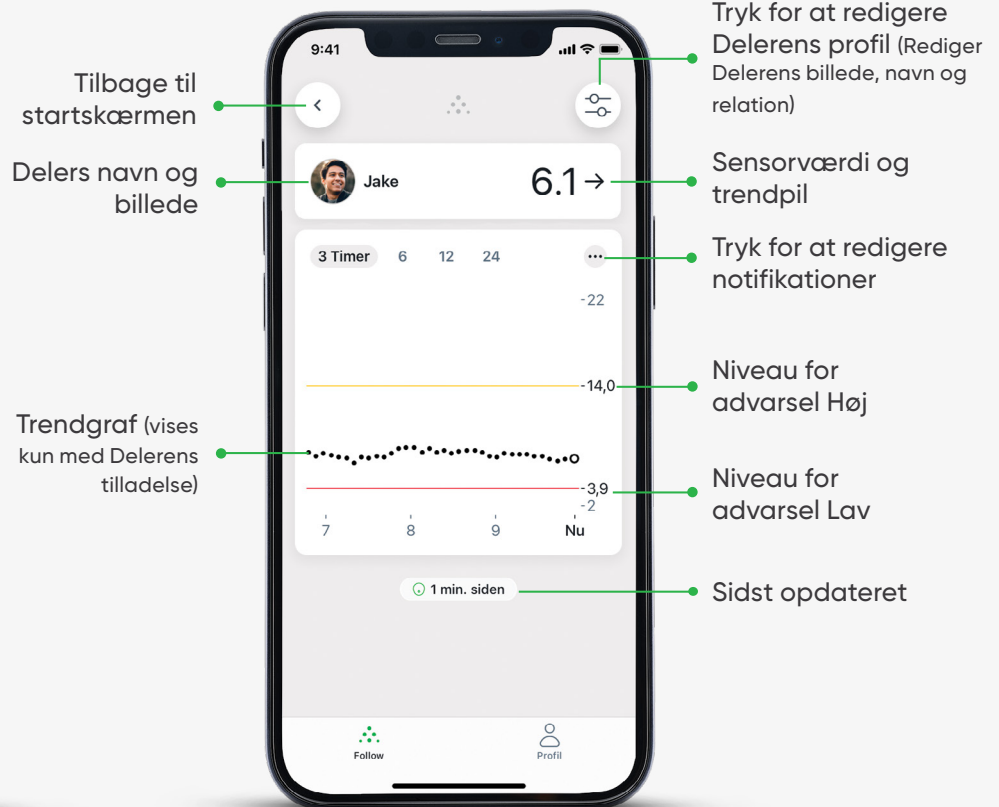 Tilbage til
startskærmen
Delers navn og
billede
Trendgraf (vises
kun med Delerens
tilladelse)
9:41
Jake
6.1
3 Timer 6 12 24
-22
-14,0
-3,9
-2
7 8 9 Nu
1 min. siden
Follow Profil
Tryk for at redigere
Delerens profil (Rediger
Delerens billede, navn og
relation)
Sensorværdi og
trendpil
Tryk for at redigere
notifikationer
Niveau for
advarsel Høj
Niveau for
advarsel Lav
Sidst opdateret